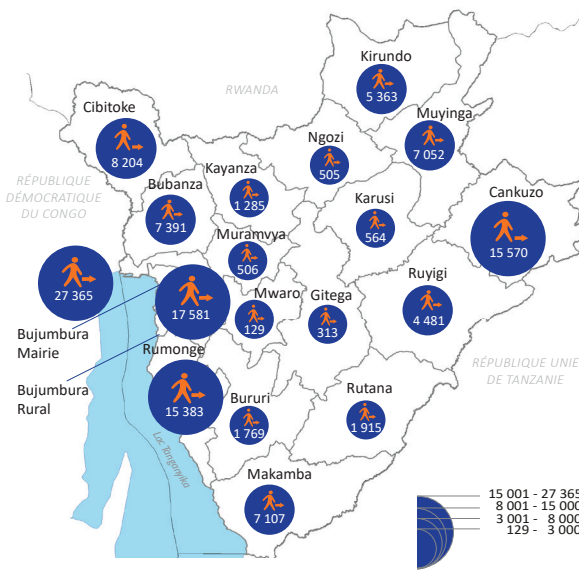 Kirundo
5 363
RWANDA
Cibitoke
8 204
Muyinga
7 052
Ngozi
505
Kayanza
1 285
RÉPUBLIQUE
DÉMOCRATIQUE
DU CONGO
Bubanza
7 391
Karusi
564
Cankuzo
15 570
Muramvya
506
27 365
17 581
Mwaro
129
Gitega
313
Ruyigi
4 481
Bujumbura
Mairie
Rumonge
15 383
RÉPUBLIQUE UNIE
DE TANZANIE
Bujumbura
Rural
Bururi
1 769
Rutana
1 915
Lac Tanganyika
Makamba
7 107
15 001 - 27 365
8 001 - 15 000
3 001 - 8 000
129 - 3 000